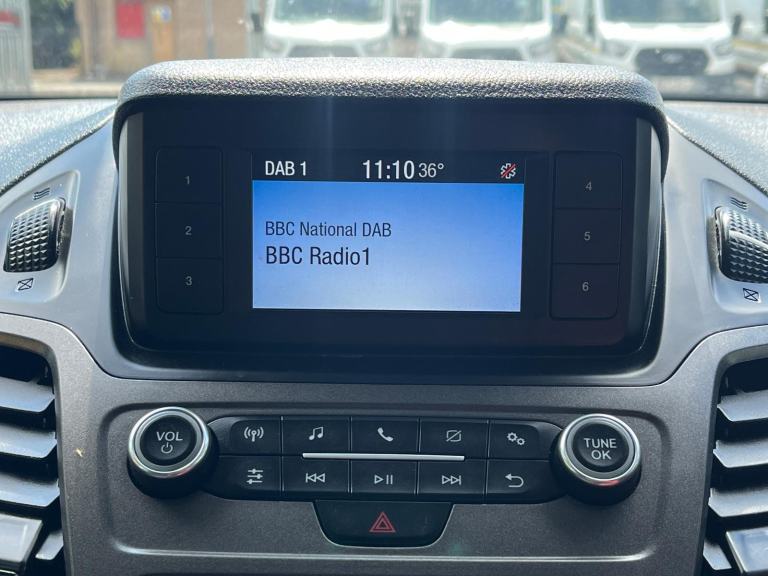 DAB 1 11:10 36°
BBC National DAB
BBC Radio1
1
2
3
4
5
6
VOL
TUNE
OK